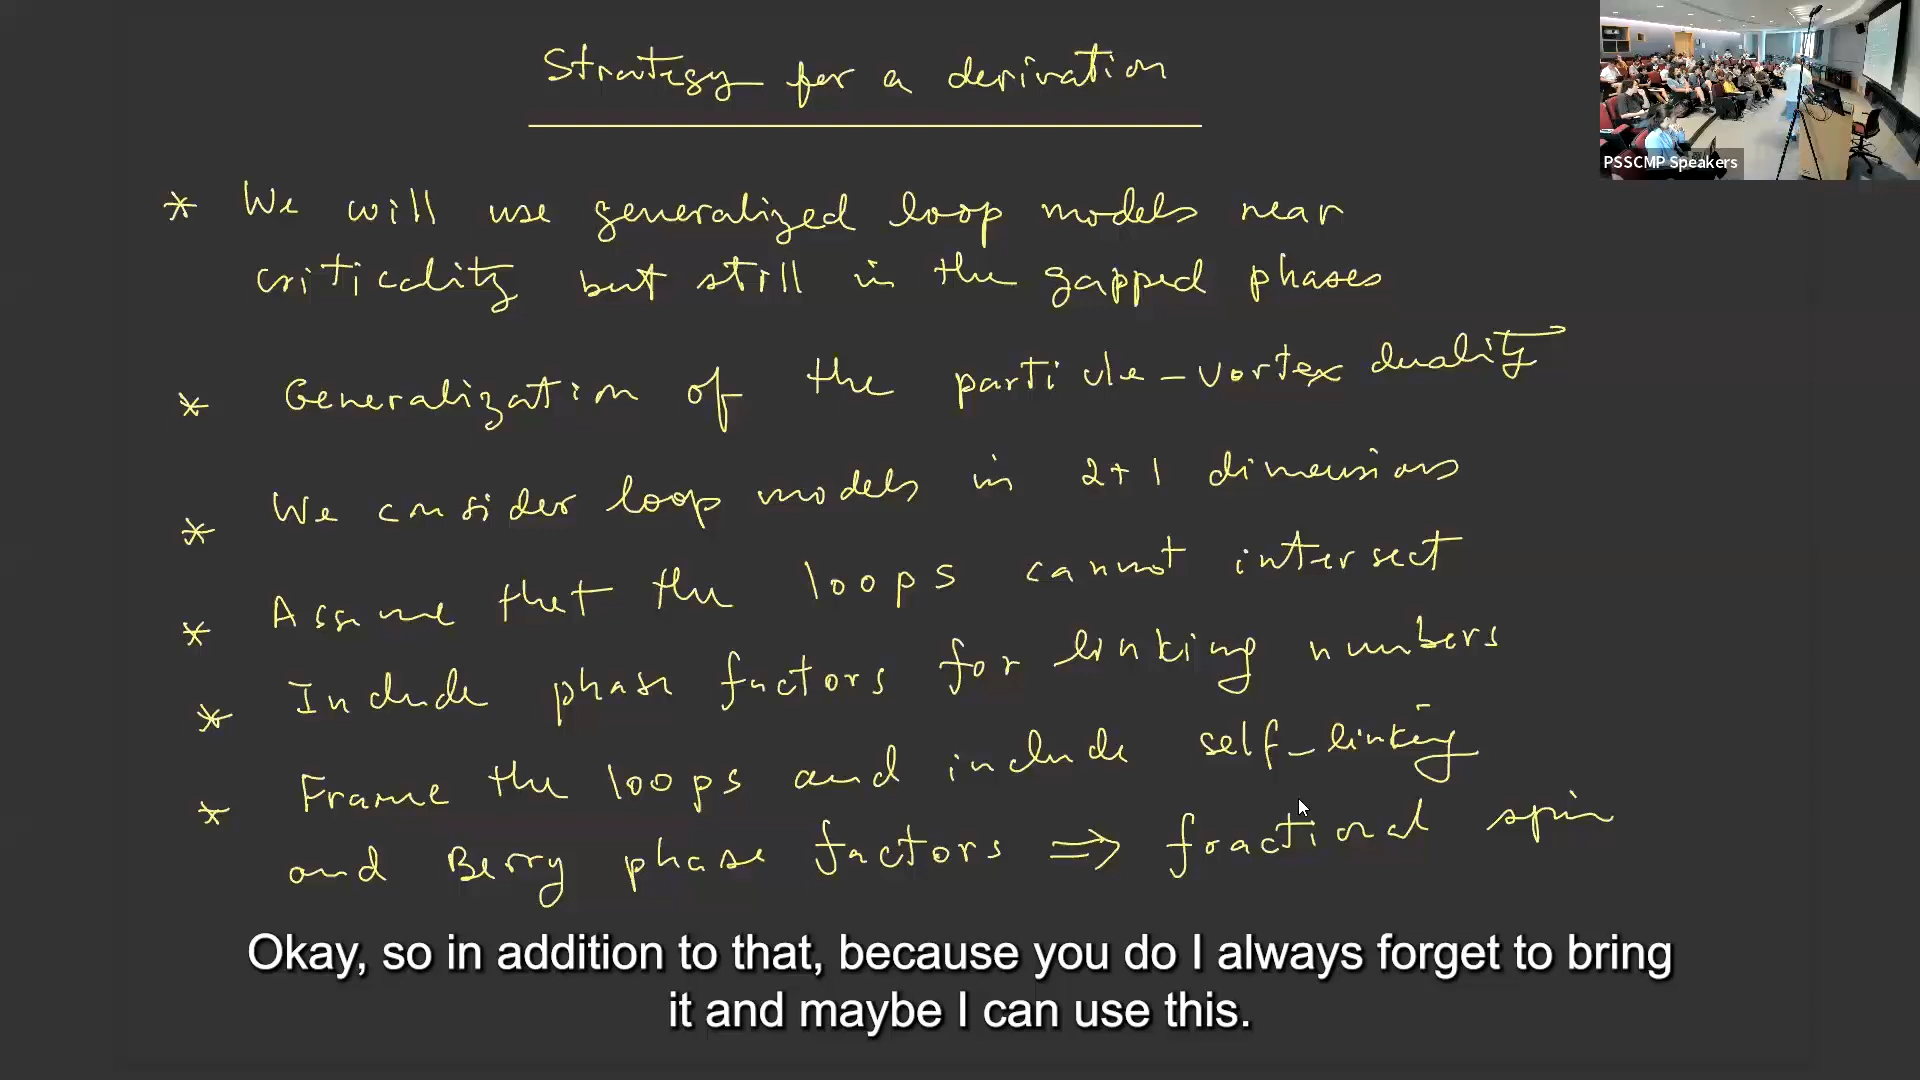 Strategy for a derivation
PSSCMP Speakers
* We will use generalized loop models near
criticality but still in the gapped phases
* Generalization of the particle-vortex duality
* We consider loop models in 2+1 dimensions
* Assume that the loops cannot intersect
* Include phase factors for linking numbers
* Frame the loops and include self-linking
and Berry phase factors ⇒ fractional spin
Okay, so in addition to that, because you do I always forget to bring
it and maybe I can use this.